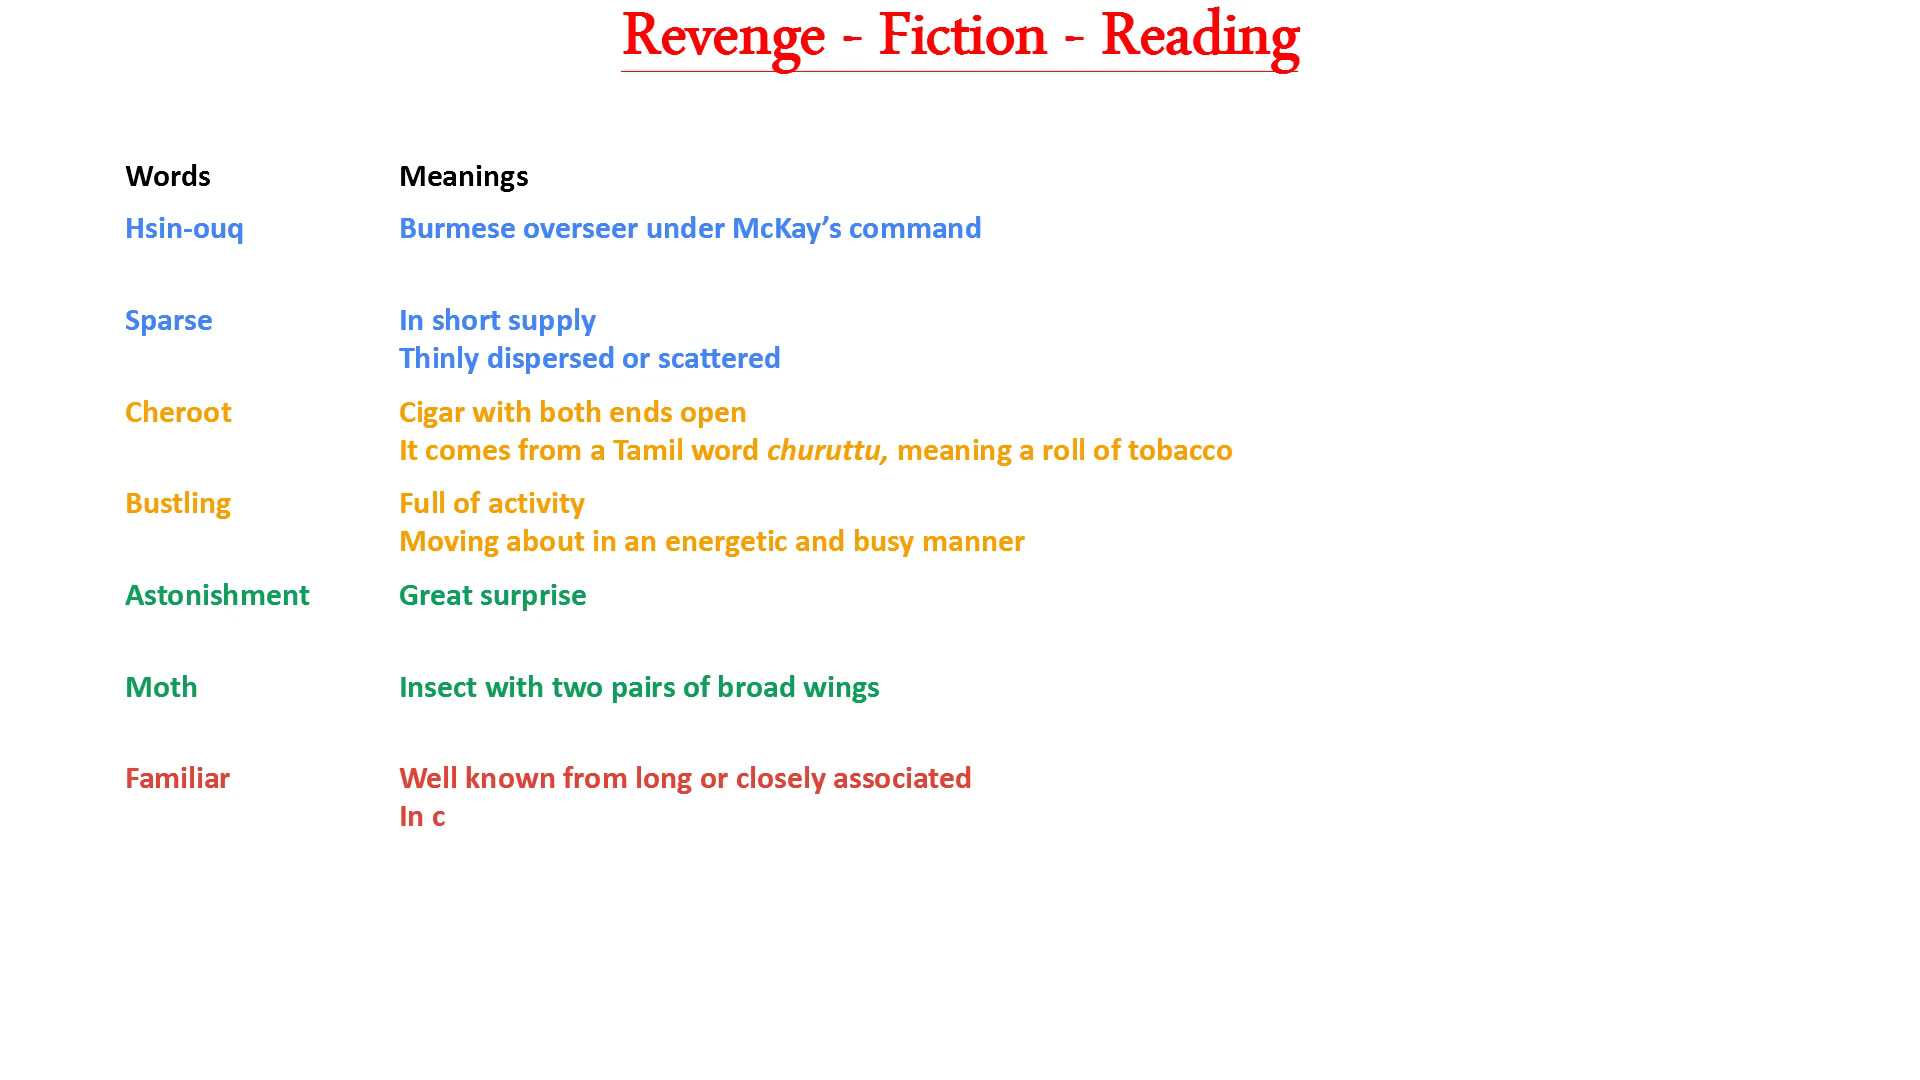 Revenge - Fiction - Reading
Words Meanings
Hsin-ouq Burmese overseer under McKay’s command
Sparse In short supply
Thinly dispersed or scattered
Cheroot Cigar with both ends open
It comes from a Tamil word churuttu, meaning a roll of tobacco
Bustling Full of activity
Moving about in an energetic and busy manner
Astonishment Great surprise
Moth Insect with two pairs of broad wings
Familiar Well known from long or closely associated
In c